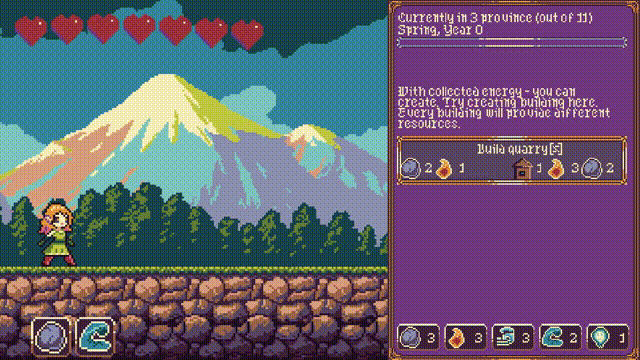 Currently in 3 province (out of 11)
Spring, Year 0
With collected energy - you can
create. Try creating building here.
Every building will provide different
resources.
Build quarry[s]
2 1 1 3 2
3 3 3 2 1